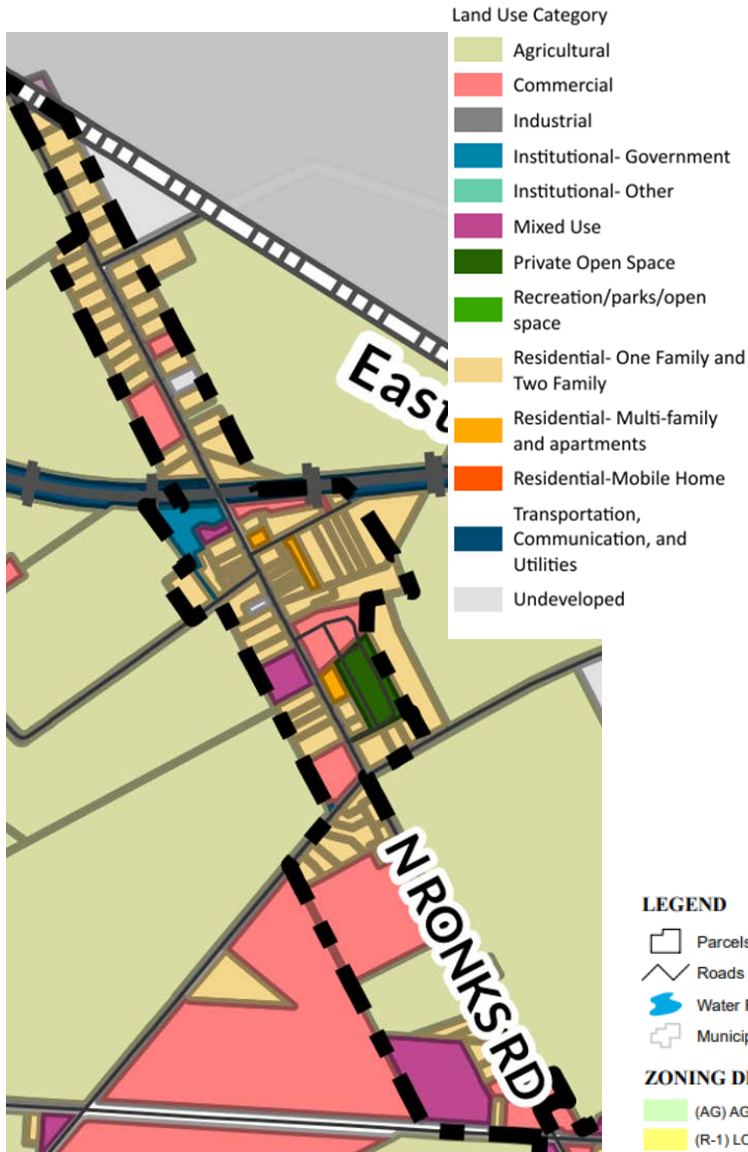 Land Use Category
Agricultural
Commercial
Industrial
Institutional- Government
Institutional- Other
Mixed Use
Private Open Space
Recreation/parks/open
space
Residential- One Family and
Two Family
Residential- Multi-family
and apartments
Residential-Mobile Home
Transportation,
Communication, and
Utilities
Undeveloped
East
N RONKS RD
LEGEND
Parcels
Roads
Water
Municip
ZONING DI
(AG) AG
(R-1) LO